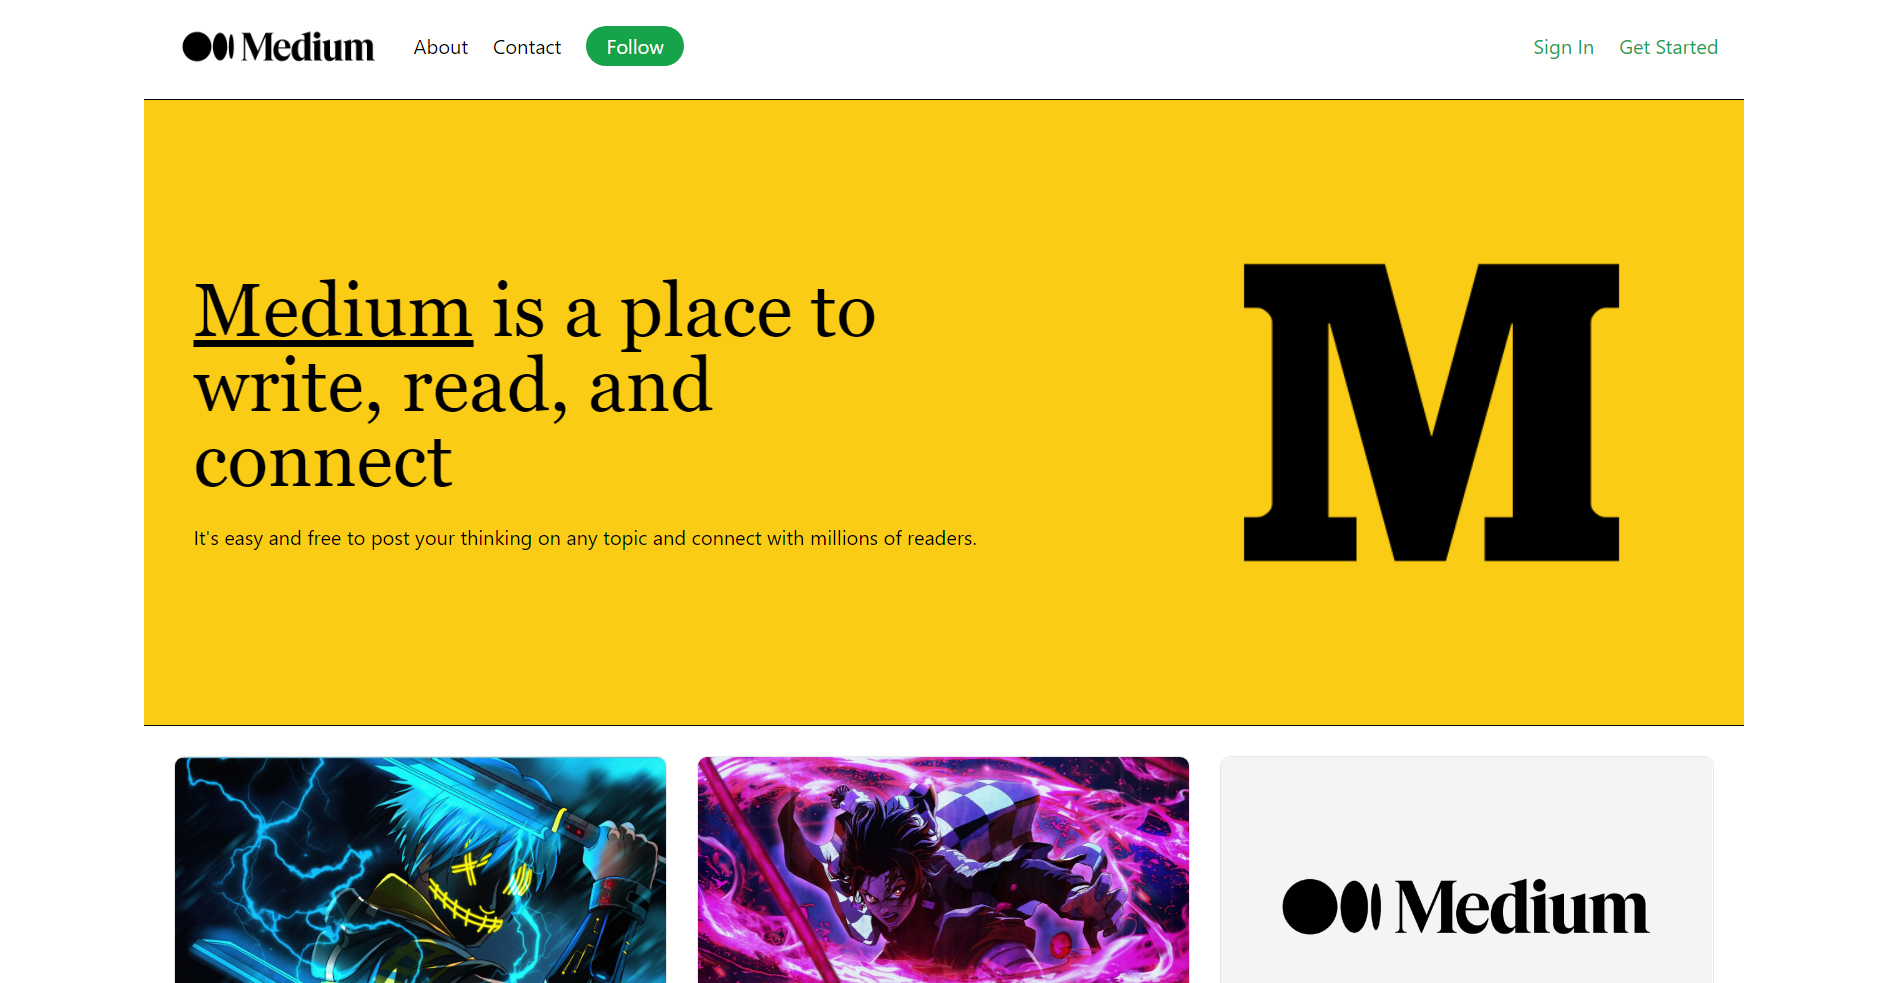 Medium About Contact Follow Sign In Get Started
Medium is a place to
write, read, and
connect
It's easy and free to post your thinking on any topic and connect with millions of readers.
M
Medium